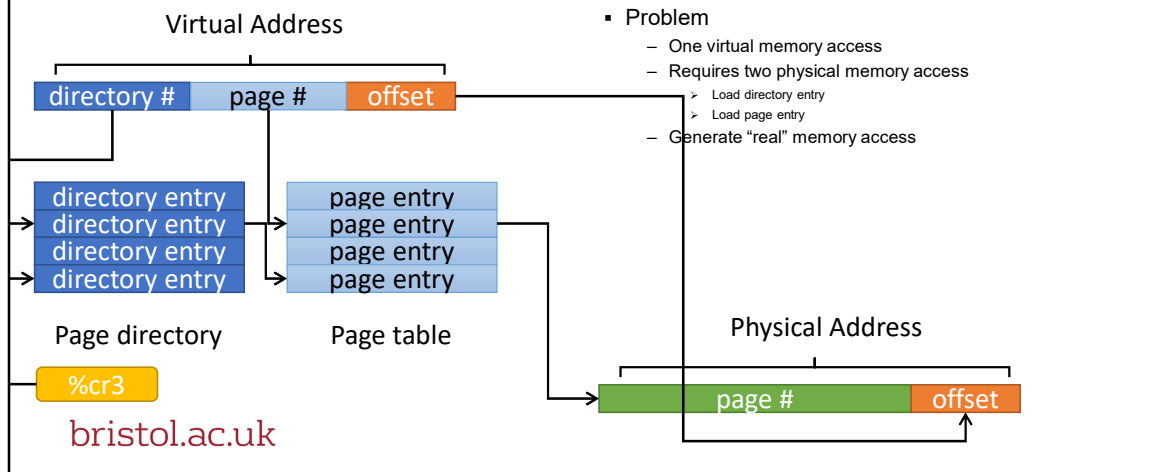 Virtual Address
directory # page # offset
directory entry
directory entry
directory entry
directory entry
Page directory
page entry
page entry
page entry
page entry
Page table
%cr3
bristol.ac.uk
▪ Problem
– One virtual memory access
– Requires two physical memory access
➢ Load directory entry
➢ Load page entry
– Generate “real” memory access
Physical Address
page # offset